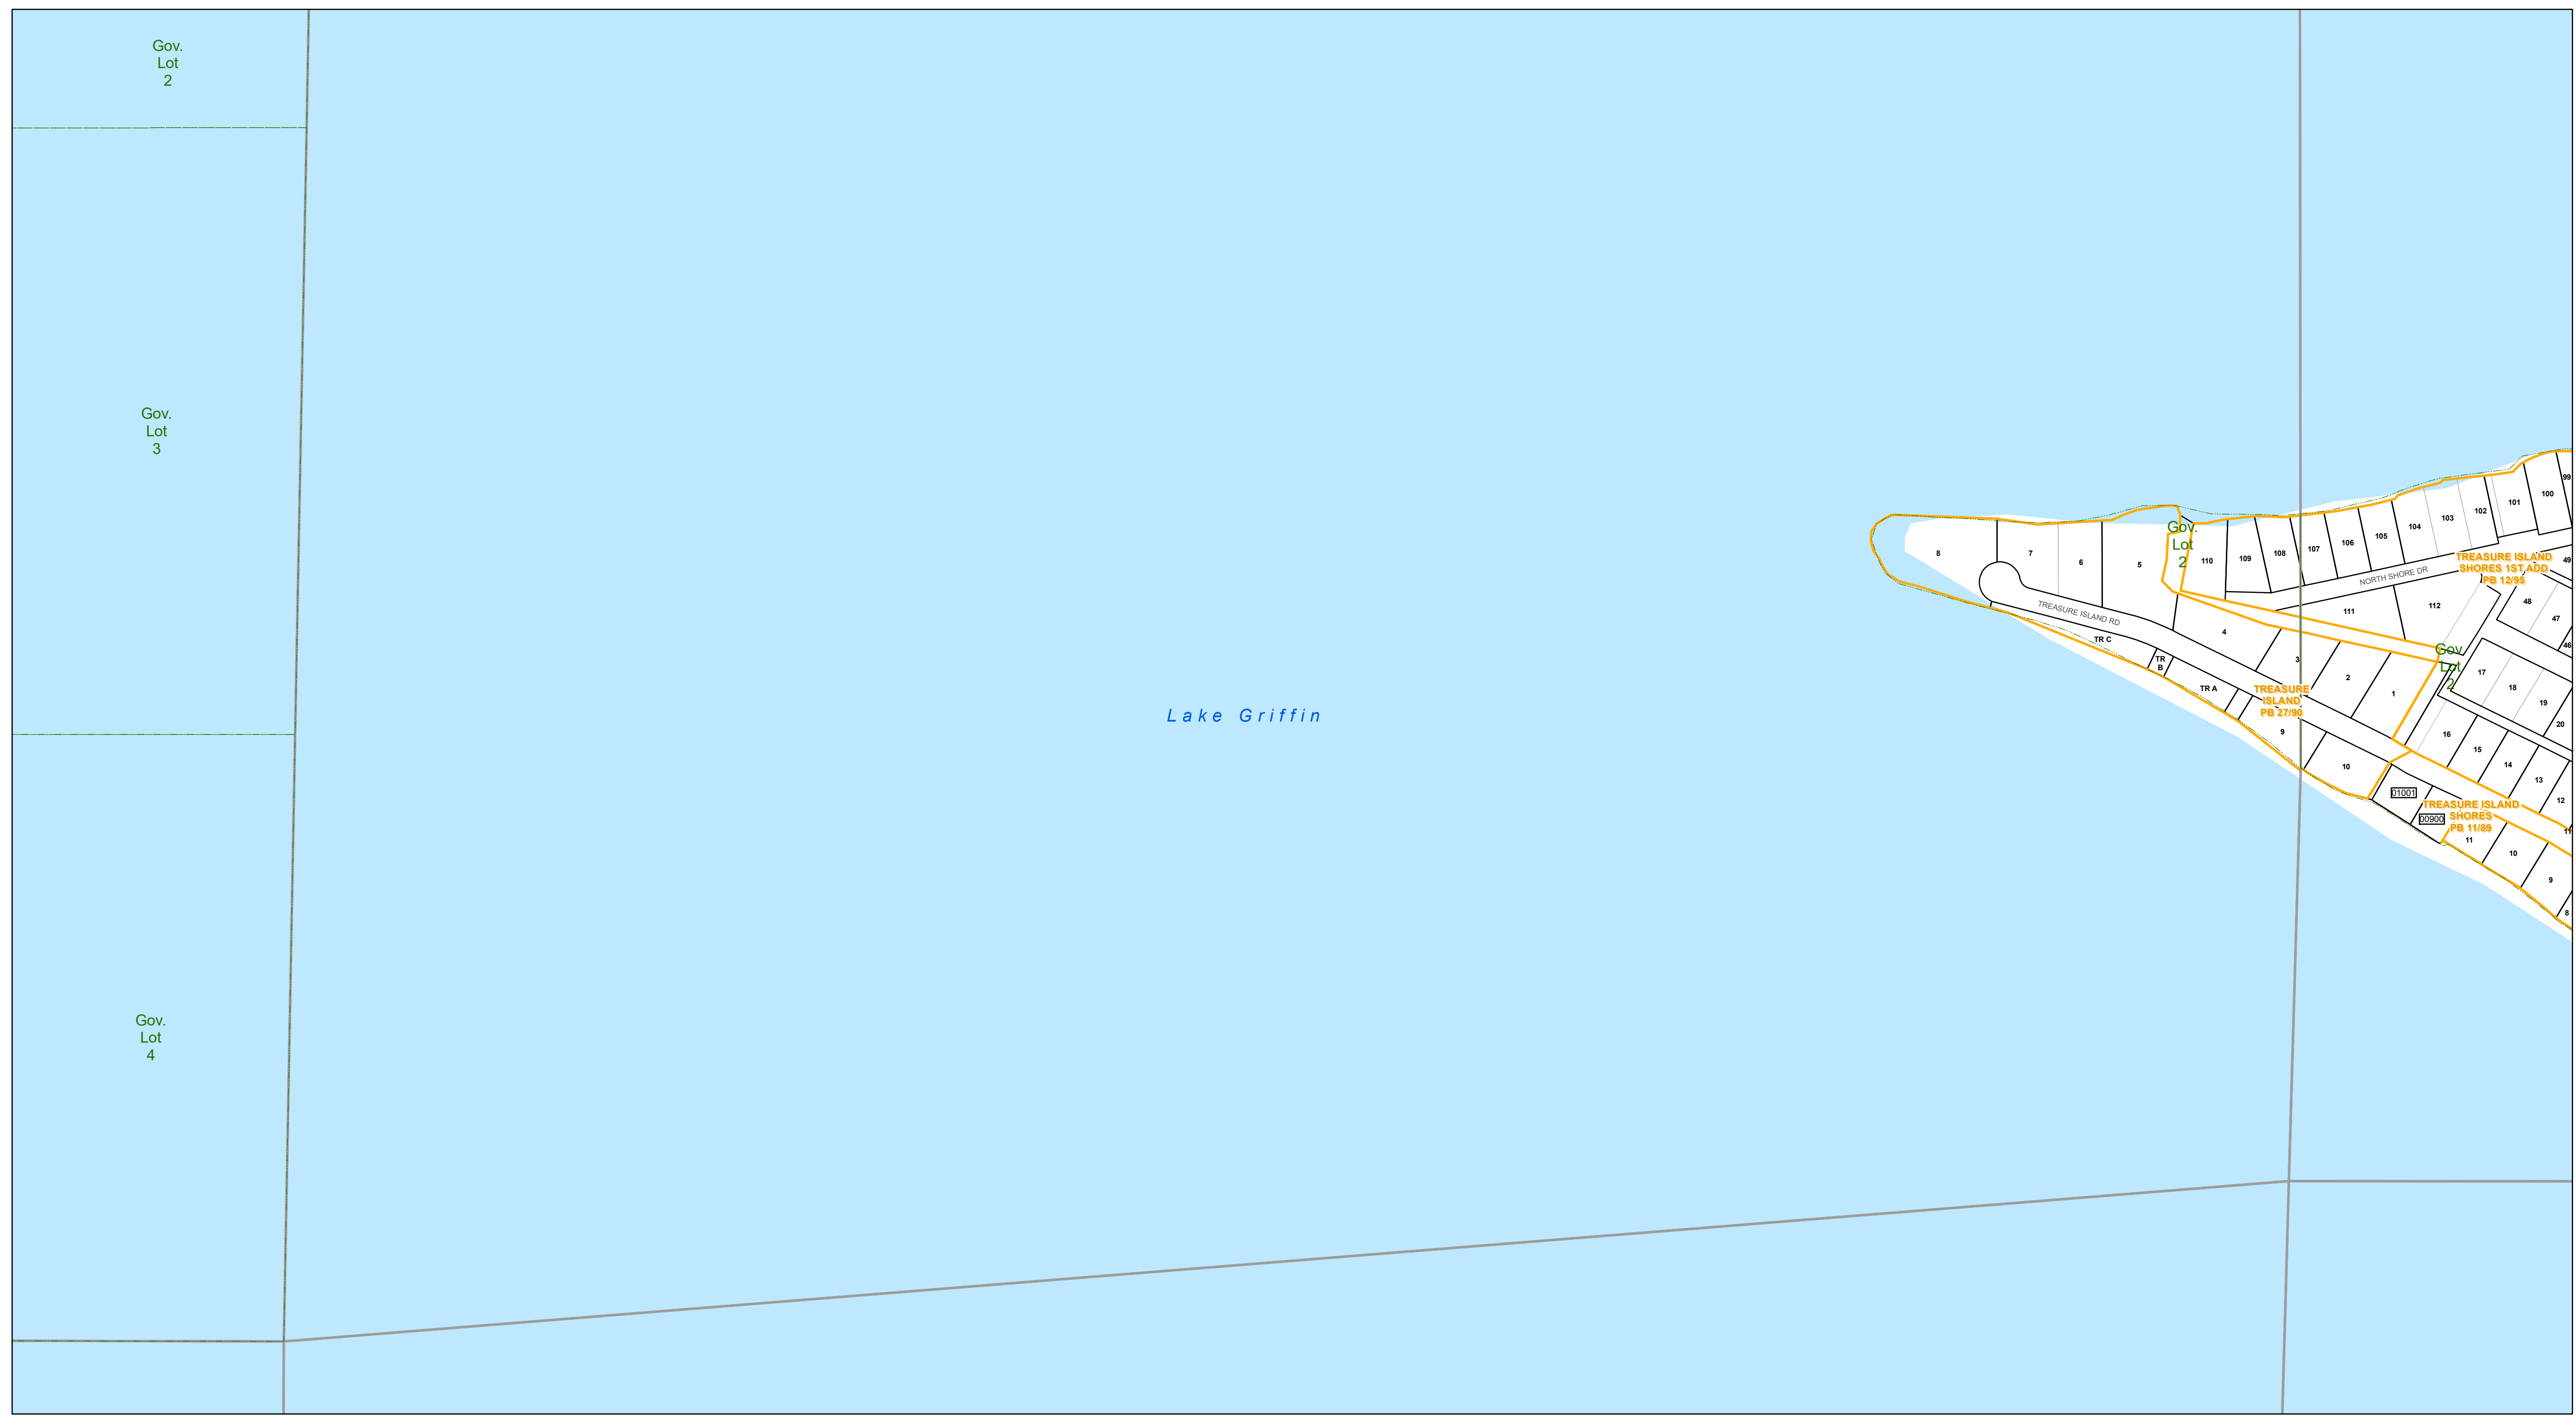 Gov.
Lot
2
Gov.
Lot
3
Gov.
Lot
4
Lake Griffin
8
7
6
5
Gov.
Lot
2
110
109
108
107
106
105
104
103
102
101
100
99
NORTH SHORE DR
TREASURE ISLAND
SHORES 1ST ADD
PB 12/95
49
48
47
46
111
112
TREASURE ISLAND RD
TR C
TR
B
TR A
4
3
2
1
Gov.
Lot
2
17
18
19
20
TREASURE
ISLAND
PB 27/90
9
10
16
15
14
13
12
11
01001
00900
TREASURE ISLAND
SHORES
PB 11/89
11
10
9
8